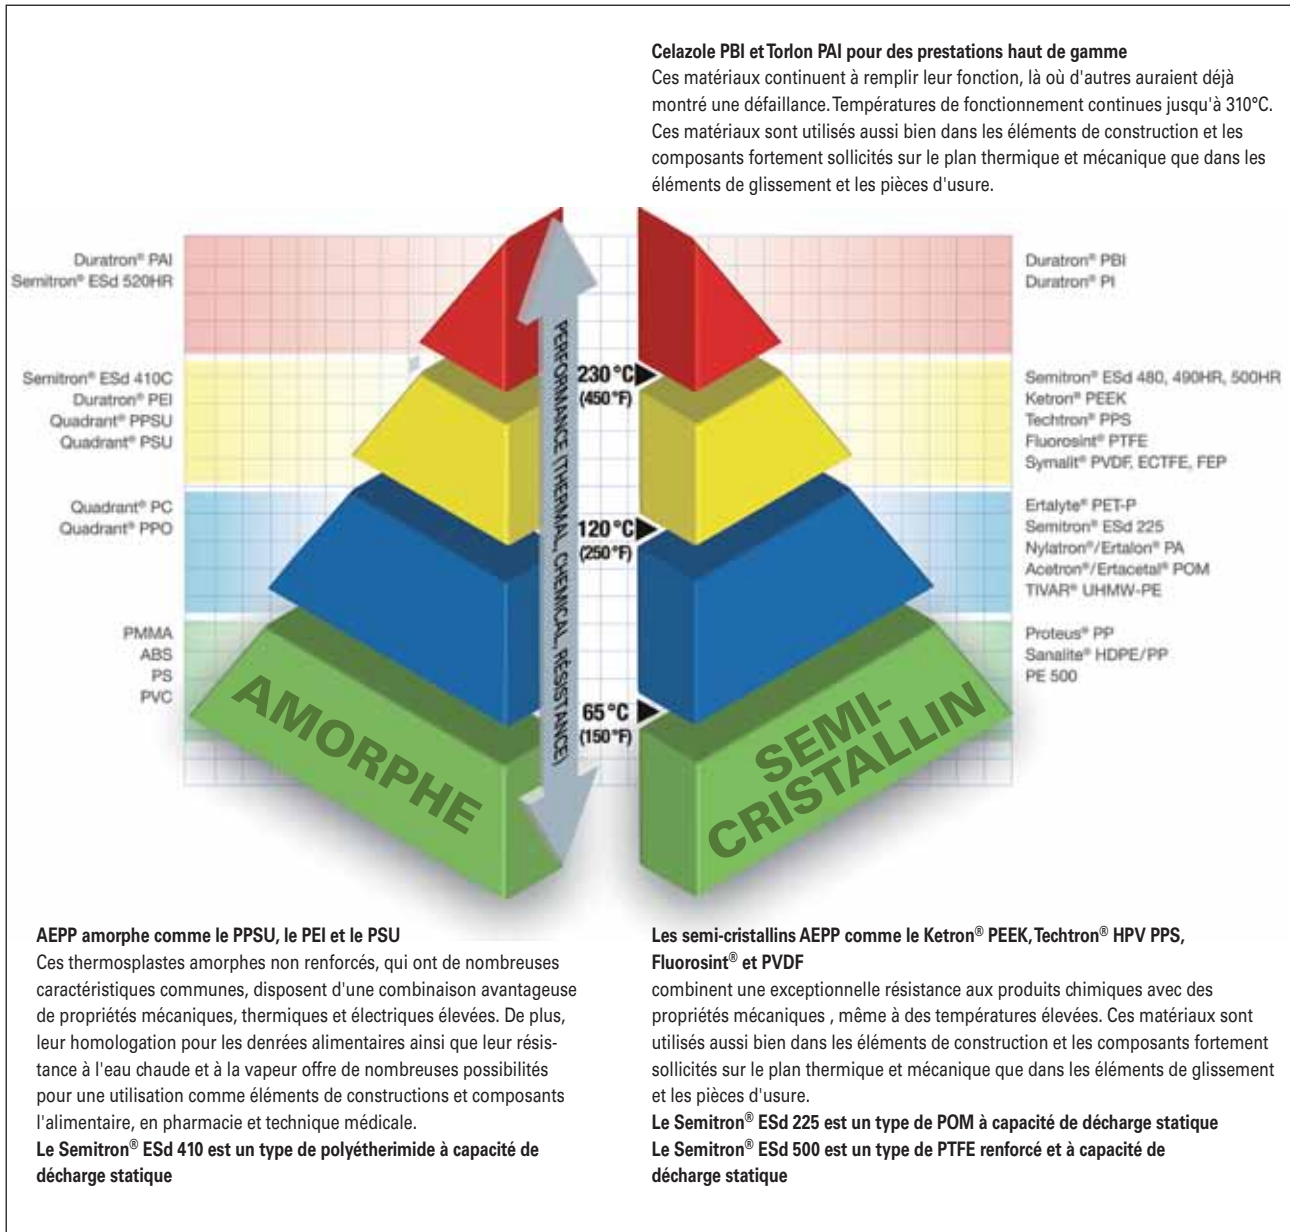 Celazole PBI et Torlon PAI pour des prestations haut de gamme
Ces matériaux continuent à remplir leur fonction, là où d'autres auraient déjà
montré une défaillance. Températures de fonctionnement continues jusqu'à 310°C.
Ces matériaux sont utilisés aussi bien dans les éléments de construction et les
composants fortement sollicités sur le plan thermique et mécanique que dans les
éléments de glissement et les pièces d'usure.
Duratron® PAI
Semitron® ESd 520HR
Duratron® PBI
Duratron® PI
Semitron® ESd 410C
Duratron® PEI
Quadrant® PPSU
Quadrant® PSU
230 °C
(450 °F)
Semitron® ESd 480, 490HR, 500HR
Ketron® PEEK
Techtron® PPS
Fluorosint® PTFE
Symalit® PVDF, ECTFE, FEP
Quadrant® PC
Quadrant® PPO
120 °C
(250 °F)
Ertalyte® PET-P
Semitron® ESd 225
Nylatron®/Ertalon® PA
Acetron®/Ertacetal® POM
TIVAR® UHMW-PE
PMMA
ABS
PS
PVC
65 °C
(150 °F)
Proteus® PP
Sanalite® HDPE/PP
PE 500
PERFORMANCE (THERMAL, CHEMICAL, RÉSISTANCE)
AMORPHE
SEMI-
CRISTALLIN
AEPP amorphe comme le PPSU, le PEI et le PSU
Ces thermosplastes amorphes non renforcés, qui ont de nombreuses
caractéristiques communes, disposent d'une combinaison avantageuse
de propriétés mécaniques, thermiques et électriques élevées. De plus,
leur homologation pour les denrées alimentaires ainsi que leur résis-
tance à l'eau chaude et à la vapeur offre de nombreuses possibilités
pour une utilisation comme éléments de constructions et composants
l'alimentaire, en pharmacie et technique médicale.
Le Semitron® ESd 410 est un type de polyétherimide à capacité de
décharge statique
Les semi-cristallins AEPP comme le Ketron® PEEK, Techtron® HPV PPS,
Fluorosint® et PVDF
combinent une exceptionnelle résistance aux produits chimiques avec des
propriétés mécaniques , même à des températures élevées. Ces matériaux sont
utilisés aussi bien dans les éléments de construction et les composants fortement
sollicités sur le plan thermique et mécanique que dans les éléments de glissement
et les pièces d'usure.
Le Semitron® ESd 225 est un type de POM à capacité de décharge statique
Le Semitron® ESd 500 est un type de PTFE renforcé et à capacité de
décharge statique